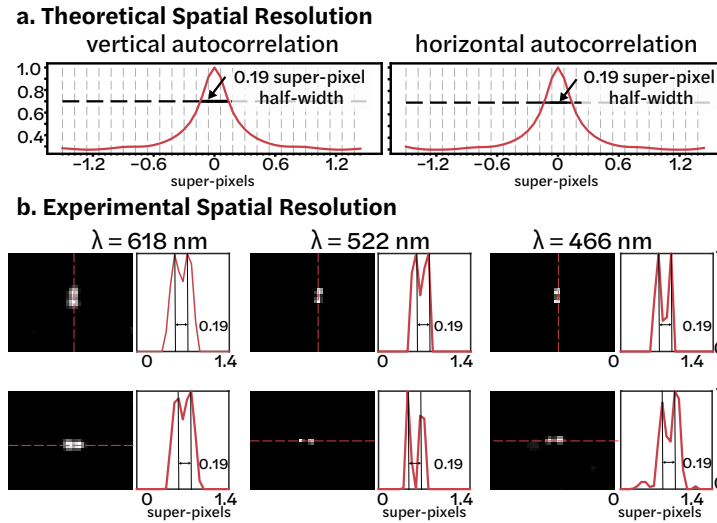 a. Theoretical Spatial Resolution
vertical autocorrelation
horizontal autocorrelation
1.0
0.8
0.6
0.4
0.19 super-pixel
half-width
0.19 super-pixel
half-width
−1.2 −0.6 0 0.6 1.2
−1.2 −0.6 0 0.6 1.2
super-pixels
super-pixels
b. Experimental Spatial Resolution
λ = 618 nm
λ = 522 nm
λ = 466 nm
0.19
0.19
0.19
0 1.4
0 1.4
0 1.4
0.19
0.19
0.19
0 1.4
0 1.4
0 1.4
super-pixels
super-pixels
super-pixels